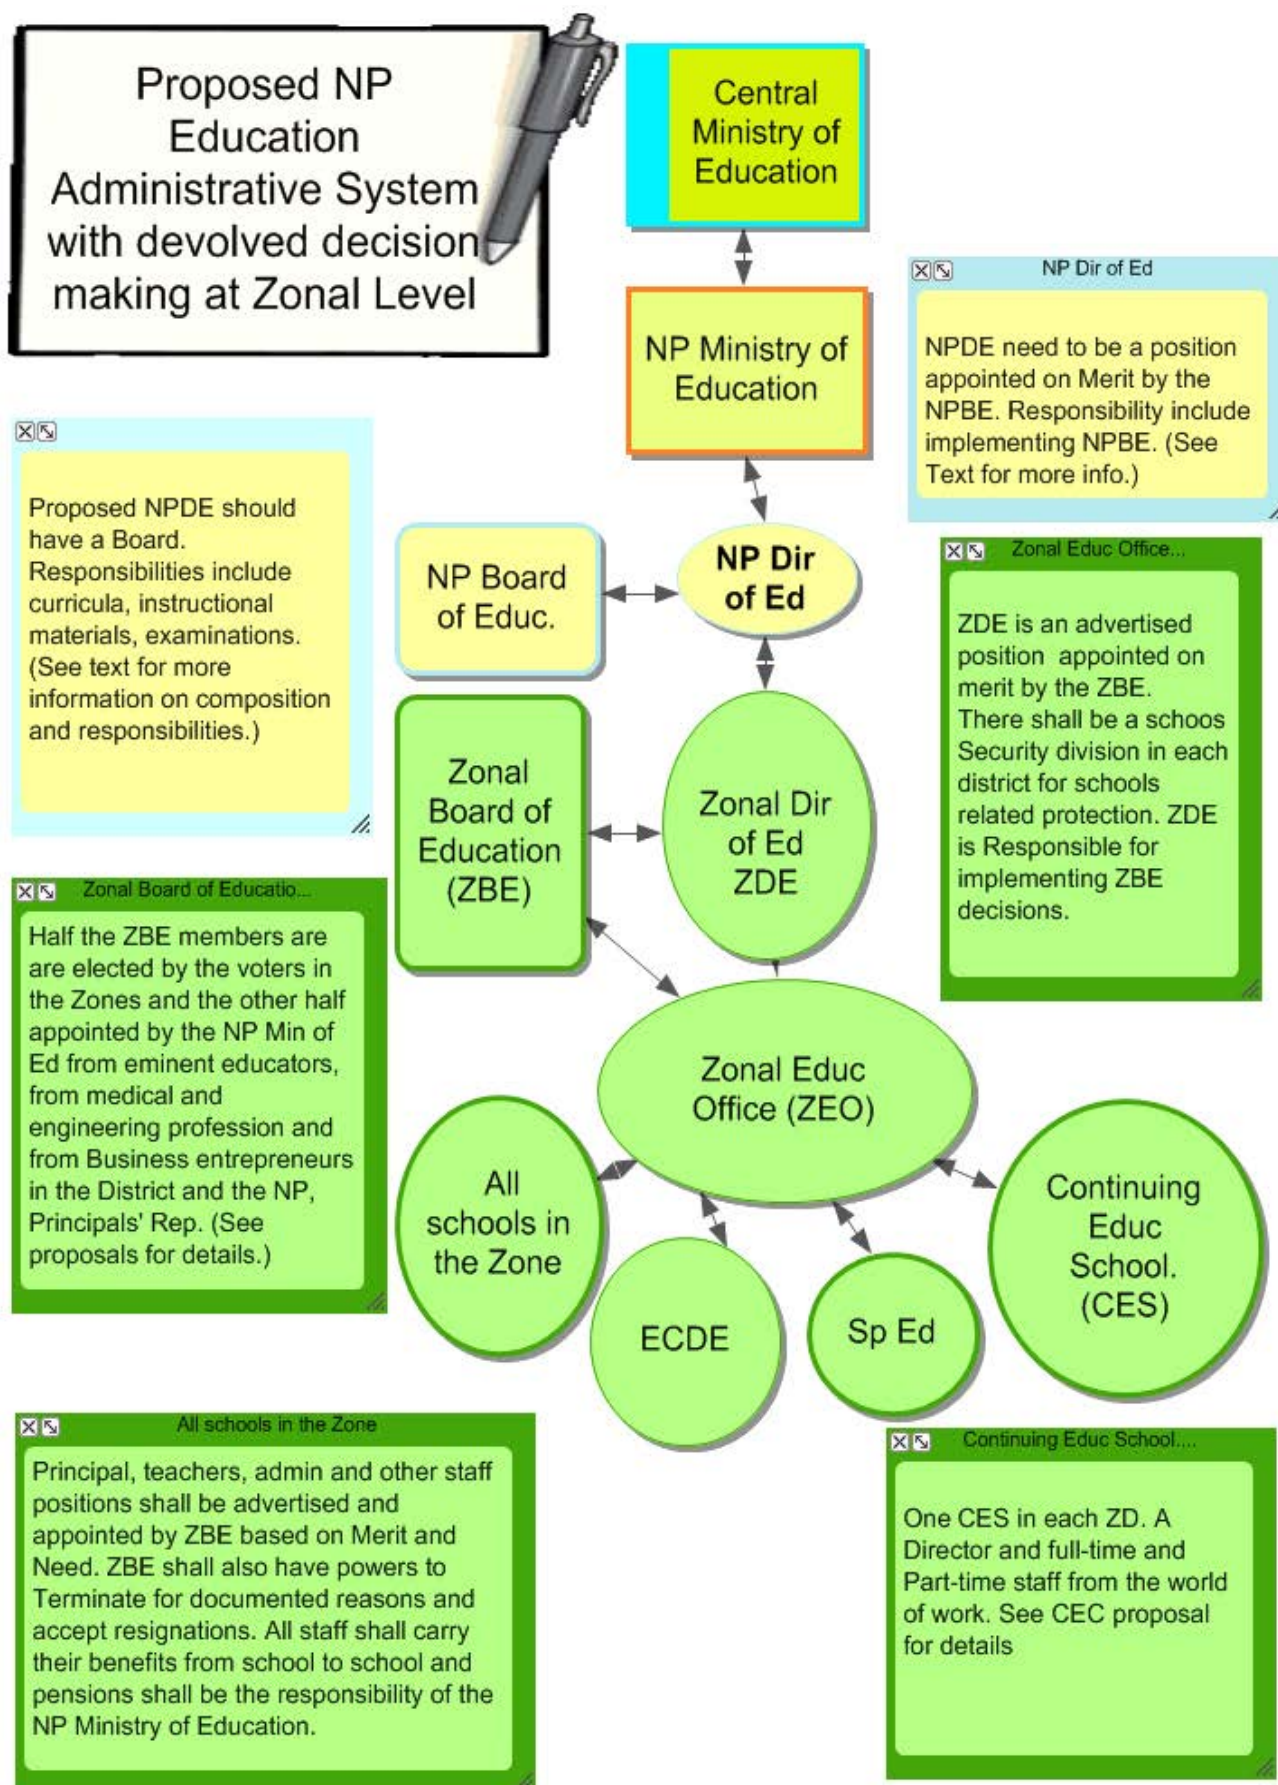 Proposed NP
Education
Administrative System
with devolved decision
making at Zonal Level
Central
Ministry of
Education
NP Ministry of
Education
NP Dir of Ed
NPDE need to be a position
appointed on Merit by the
NPBE. Responsibility include
implementing NPBE. (See
Text for more info.)
Proposed NPDE should
have a Board.
Responsibilities include
curricula, instructional
materials, examinations.
(See text for more
information on composition
and responsibilities.)
NP Board
of Educ.
NP Dir
of Ed
Zonal Educ Office...
ZDE is an advertised
position  appointed on
merit by the ZBE.
There shall be a schoos
Security division in each
district for schools
related protection. ZDE
is Responsible for
implementing ZBE
decisions.
Zonal
Board of
Education
(ZBE)
Zonal Dir
of Ed
ZDE
Zonal Board of Educatio...
Half the ZBE members are
are elected by the voters in
the Zones and the other half
appointed by the NP Min of
Ed from eminent educators,
from medical and
engineering profession and
from Business entrepreneurs
in the District and the NP,
Principals' Rep. (See
proposals for details.)
Zonal Educ
Office (ZEO)
All
schools in
the Zone
ECDE
Sp Ed
Continuing
Educ
School.
(CES)
All schools in the Zone
Principal, teachers, admin and other staff
positions shall be advertised and
appointed by ZBE based on Merit and
Need. ZBE shall also have powers to
Terminate for documented reasons and
accept resignations. All staff shall carry
their benefits from school to school and
pensions shall be the responsibility of the
NP Ministry of Education.
Continuing Educ School....
One CES in each ZD. A
Director and full-time and
Part-time staff from the world
of work. See CEC proposal
for details